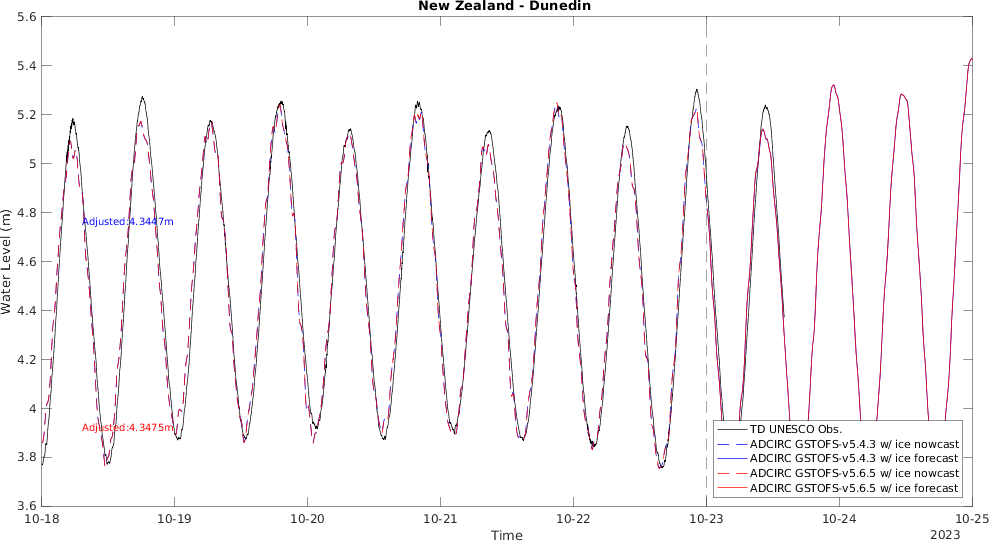 New Zealand - Dunedin
5.6
5.4
5.2
5
4.8
4.6
4.4
4.2
4
3.8
3.6
Water Level (m)
Adjusted:4.3447m
Adjusted:4.3475m
TD UNESCO Obs.
ADCIRC GSTOFS-v5.4.3 w/ ice nowcast
ADCIRC GSTOFS-v5.4.3 w/ ice forecast
ADCIRC GSTOFS-v5.6.5 w/ ice nowcast
ADCIRC GSTOFS-v5.6.5 w/ ice forecast
10-18 10-19 10-20 10-21 10-22 10-23 10-24 10-25
Time
2023